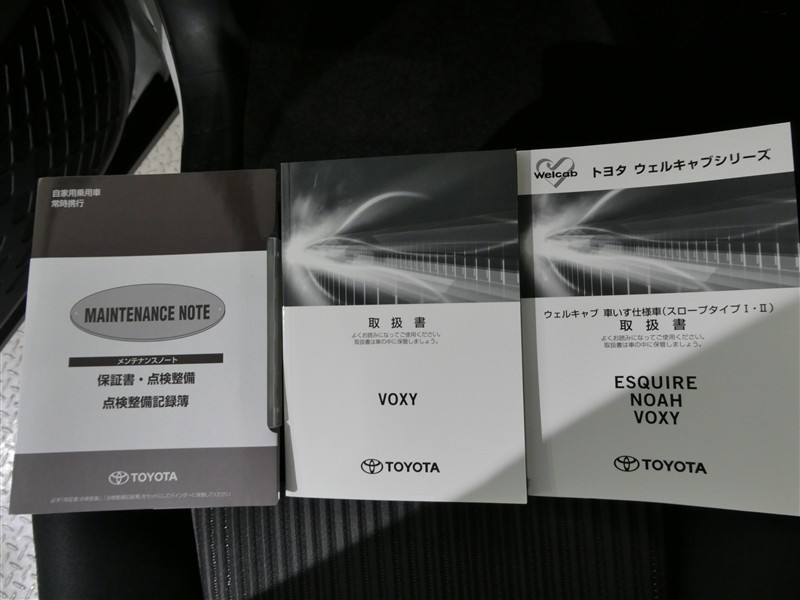 自家用乗用車
常時携行
MAINTENANCE NOTE
メンテナンスノート
保証書・点検整備
点検整備記録簿
TOYOTA
取扱書
よくお読みになってご使用ください。
取扱書は車の中に保管しましょう。
VOXY
TOYOTA
Welcab
トヨタ ウェルキャブシリーズ
ウェルキャブ 車いす仕様車(スロープタイプⅠ・Ⅱ)
取扱書
よくお読みになってご使用ください。
取扱書は車の中に保管しましょう。
ESQUIRE
NOAH
VOXY
TOYOTA